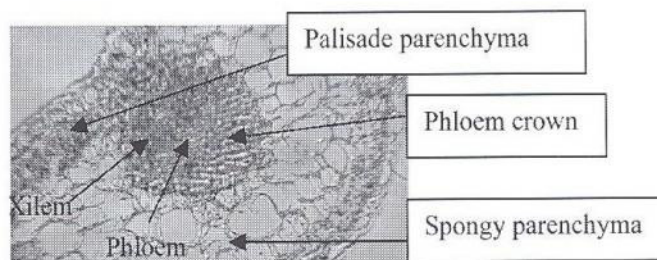 Palisade parenchyma
Phloem crown
Xilem
Phloem
Spongy parenchyma